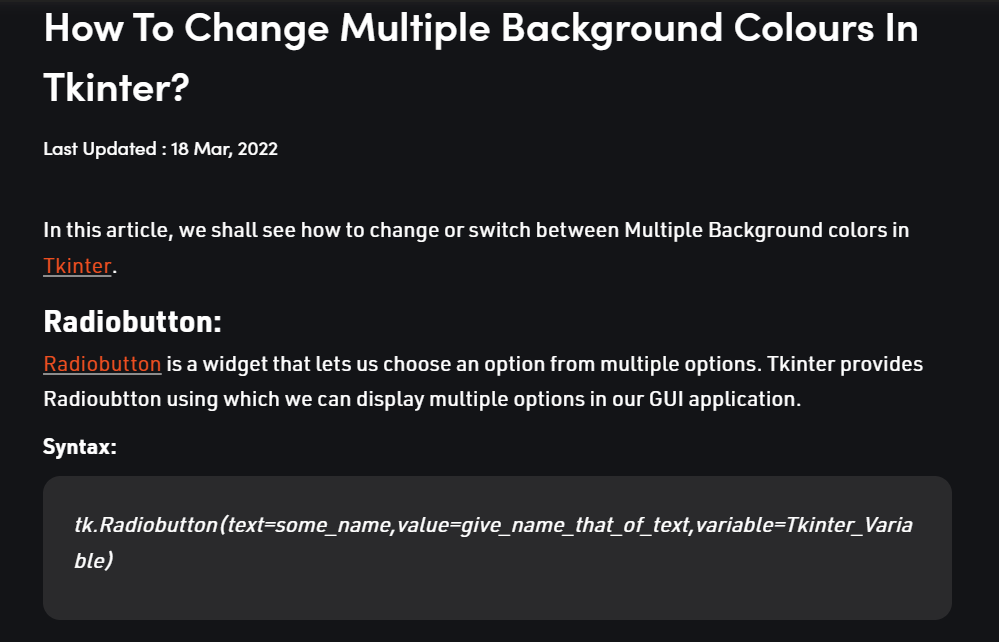 How To Change Multiple Background Colours In
Tkinter?
Last Updated : 18 Mar, 2022
In this article, we shall see how to change or switch between Multiple Background colors in
Tkinter.
Radiobutton:
Radiobutton is a widget that lets us choose an option from multiple options. Tkinter provides
Radioubtton using which we can display multiple options in our GUI application.
Syntax:
tk.Radiobutton(text=some_name,value=give_name_that_of_text,variable=Tkinter_Varia
ble)